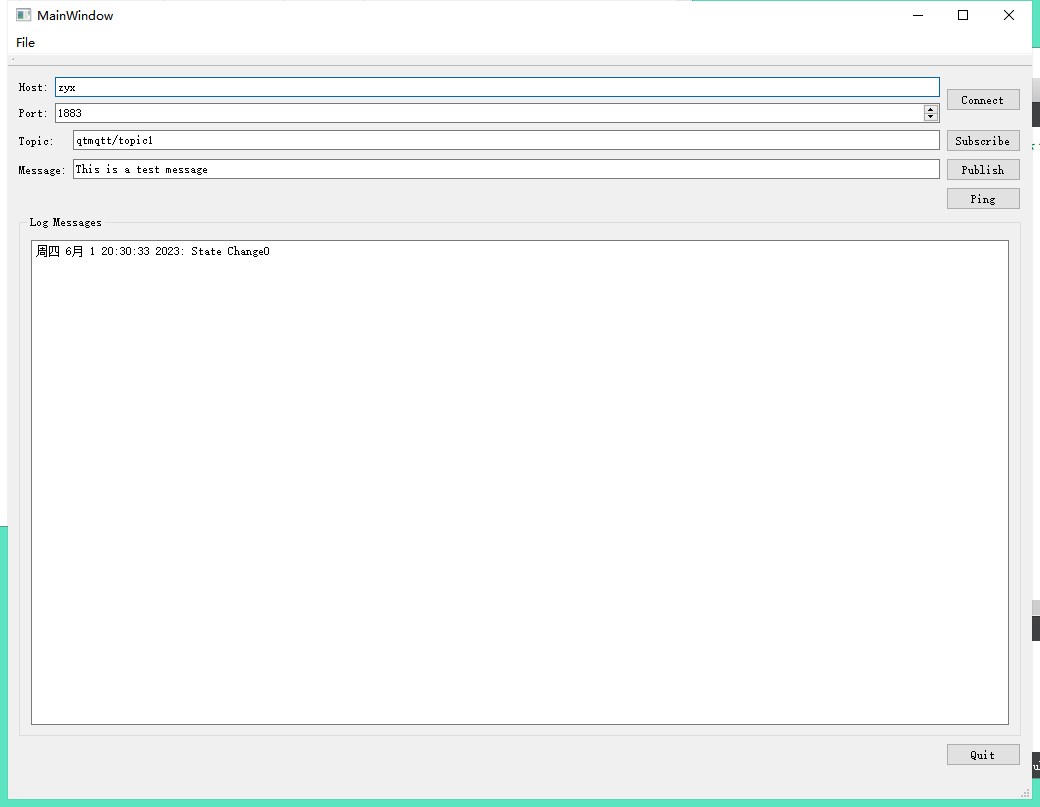 MainWindow
File
Host: zyx
Connect
Port: 1883
Topic: qtmqtt/topic1
Subscribe
Message: This is a test message
Publish
Ping
Log Messages
周四 6月 1 20:30:33 2023: State Change0
Quit